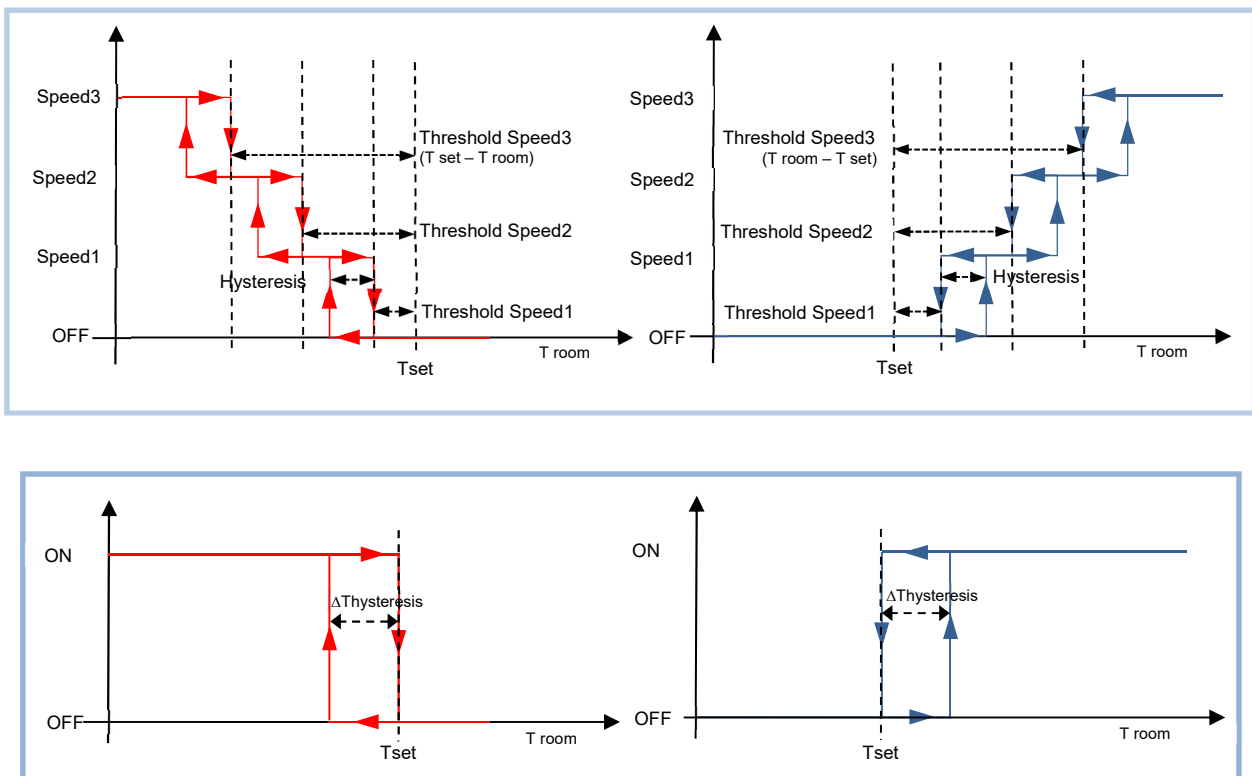 Speed3
Threshold Speed3
(T set – T room)
Speed2
Threshold Speed2
Speed1
Hysteresis
Threshold Speed1
OFF
T room
Tset
Speed3
Threshold Speed3
(T room – T set)
Speed2
Threshold Speed2
Speed1
Hysteresis
Threshold Speed1
OFF
T room
Tset
ON
ΔThysteresis
OFF
T room
Tset
ON
ΔThysteresis
OFF
T room
Tset